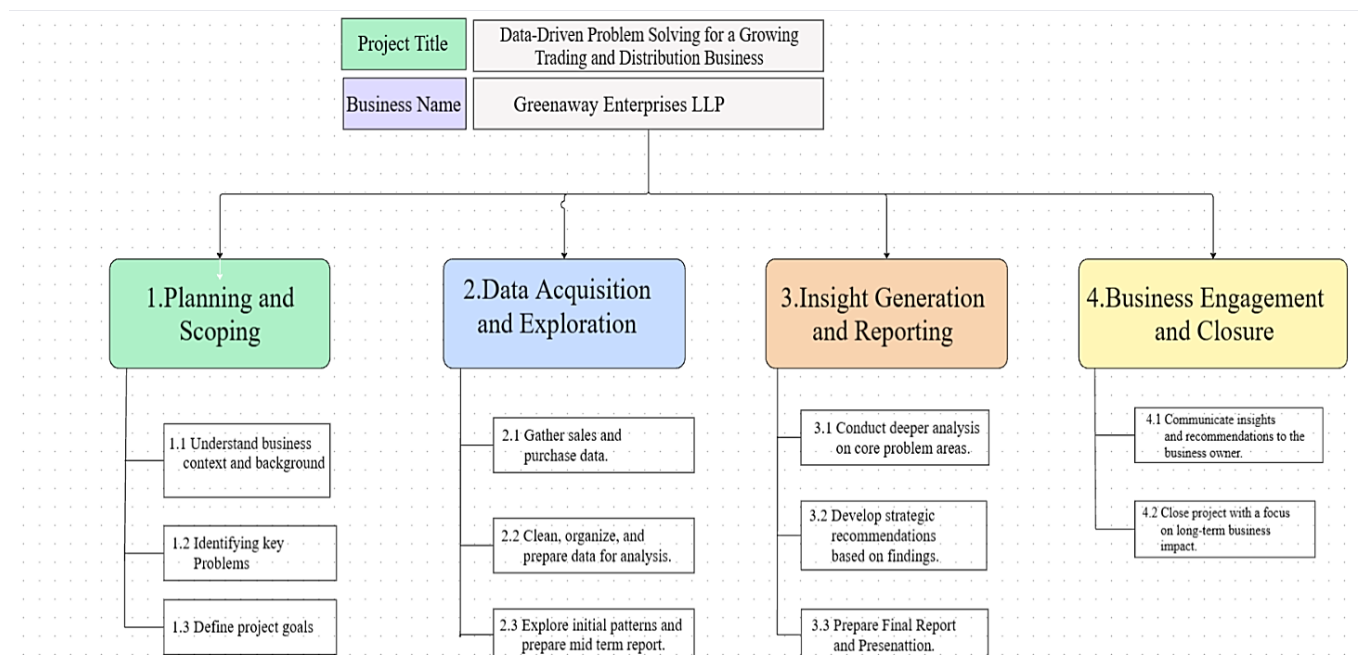 Project Title
Data-Driven Problem Solving for a Growing
Trading and Distribution Business
Business Name
Greenaway Enterprises LLP
1.Planning and
Scoping
1.1 Understand business
context and background
1.2 Identifying key
Problems
1.3 Define project goals
2.Data Acquisition
and Exploration
2.1 Gather sales and
purchase data.
2.2 Clean, organize, and
prepare data for analysis.
2.3 Explore initial patterns and
prepare mid term report.
3.Insight Generation
and Reporting
3.1 Conduct deeper analysis
on core problem areas.
3.2 Develop strategic
recommendations
based on findings.
3.3 Prepare Final Report
and Presenattion.
4.Business Engagement
and Closure
4.1 Communicate insights
and recommendations to the
business owner.
4.2 Close project with a focus
on long-term business
impact.